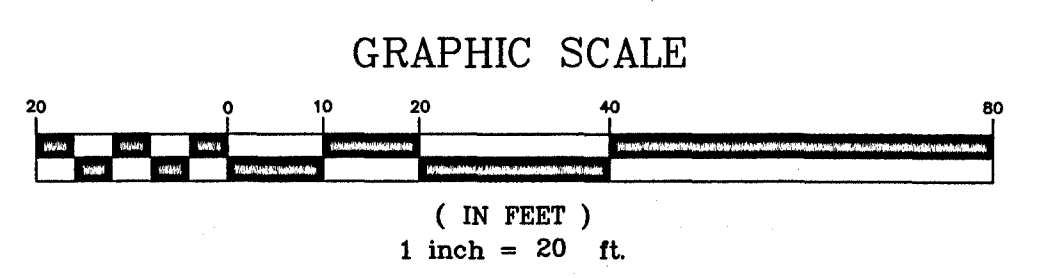 GRAPHIC SCALE
20 0 10 20 40 80
( IN FEET )
1 inch = 20 ft.